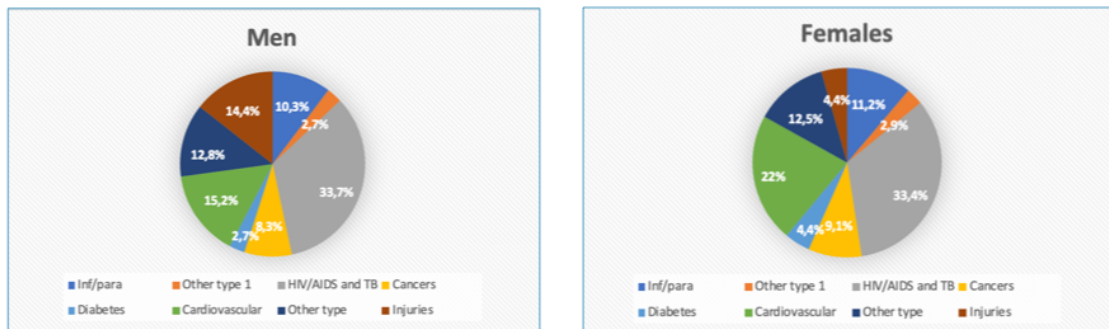 Men
14,4%
10,3%
2,7%
12,8%
33,7%
15,2%
8,3%
2,7%
Inf/para Other type 1 HIV/AIDS and TB Cancers
Diabetes Cardiovascular Other type Injuries
Females
4,4%
11,2%
12,5%
2,9%
22%
33,4%
4,4%
9,1%
Inf/para Other type 1 HIV/AIDS and TB Cancers
Diabetes Cardiovascular Other type Injuries